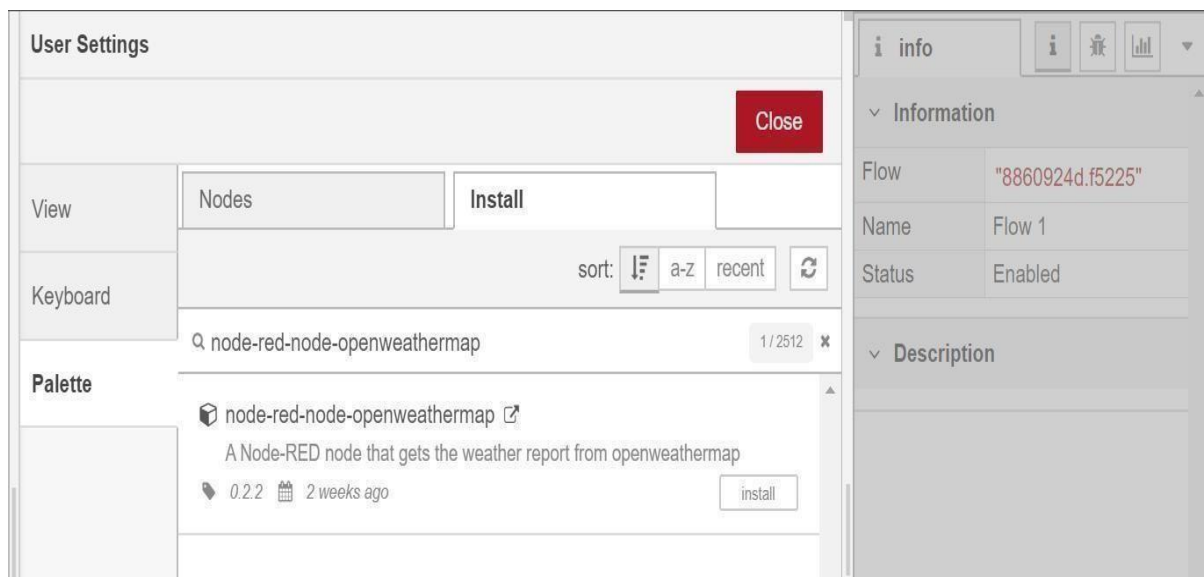 User Settings
Close
View
Keyboard
Palette
Nodes
Install
sort: a-z recent
node-red-node-openweathermap 1 / 2512 ×
node-red-node-openweathermap
A Node-RED node that gets the weather report from openweathermap
0.2.2 2 weeks ago install
i info i
Information
Flow "8860924d.f5225"
Name Flow 1
Status Enabled
Description